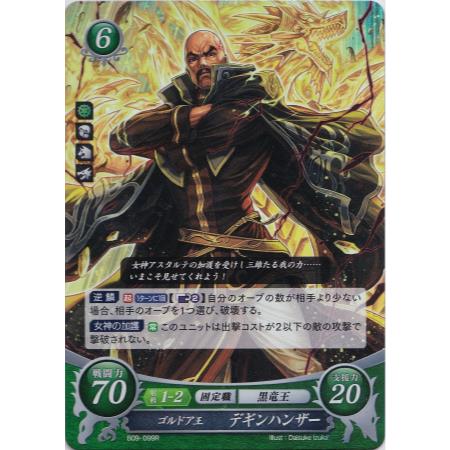 6
女神アスタルテの加護を受けし三雄たる我の力……
いまこそ見せてくれよう!
逆鱗 起 1ターンに1回 【 2】自分のオーブの数が相手より少ない
場合、相手のオーブを1つ選び、破壊する。
女神の加護 常 このユニットは出撃コストが2以下の敵の攻撃で
撃破されない。
戦闘力
70
射程 1-2 固定職 黒竜王
支援力
20
ゴルドア王 デギンハンザー
B09-099R
Illust : Daisuke Izuka